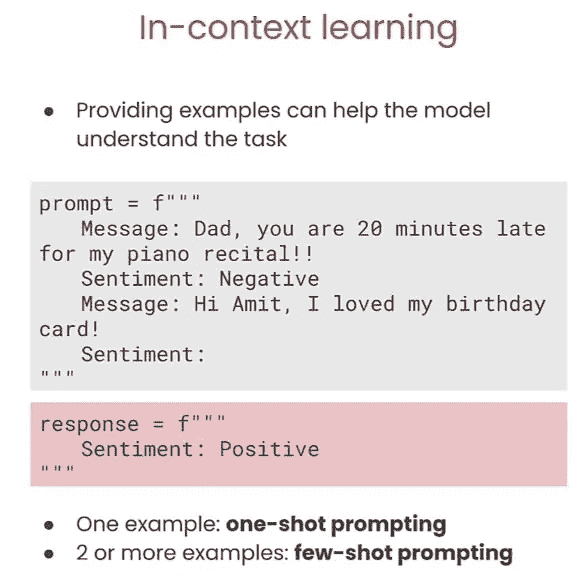 In-context learning
● Providing examples can help the model
understand the task
prompt = f"""
Message: Dad, you are 20 minutes late
for my piano recital!!
Sentiment: Negative
Message: Hi Amit, I loved my birthday
card!
Sentiment:
"""
response = f"""
Sentiment: Positive
"""
● One example: one-shot prompting
● 2 or more examples: few-shot prompting